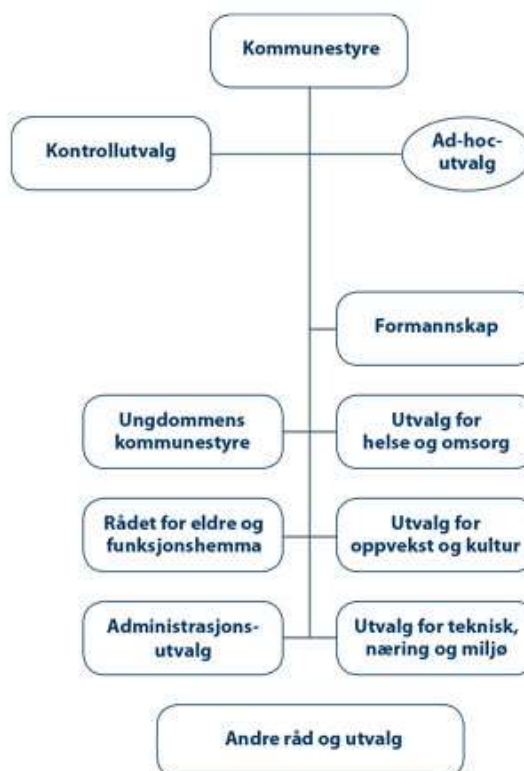 Kommunestyre
Kontrollutvalg
Ad-hoc-
utvalg
Formannskap
Ungdommens
kommunestyre
Utvalg for
helse og omsorg
Rådet for eldre og
funksjonshemma
Utvalg for
oppvekst og kultur
Administrasjons-
utvalg
Utvalg for teknisk,
næring og miljø
Andre råd og utvalg